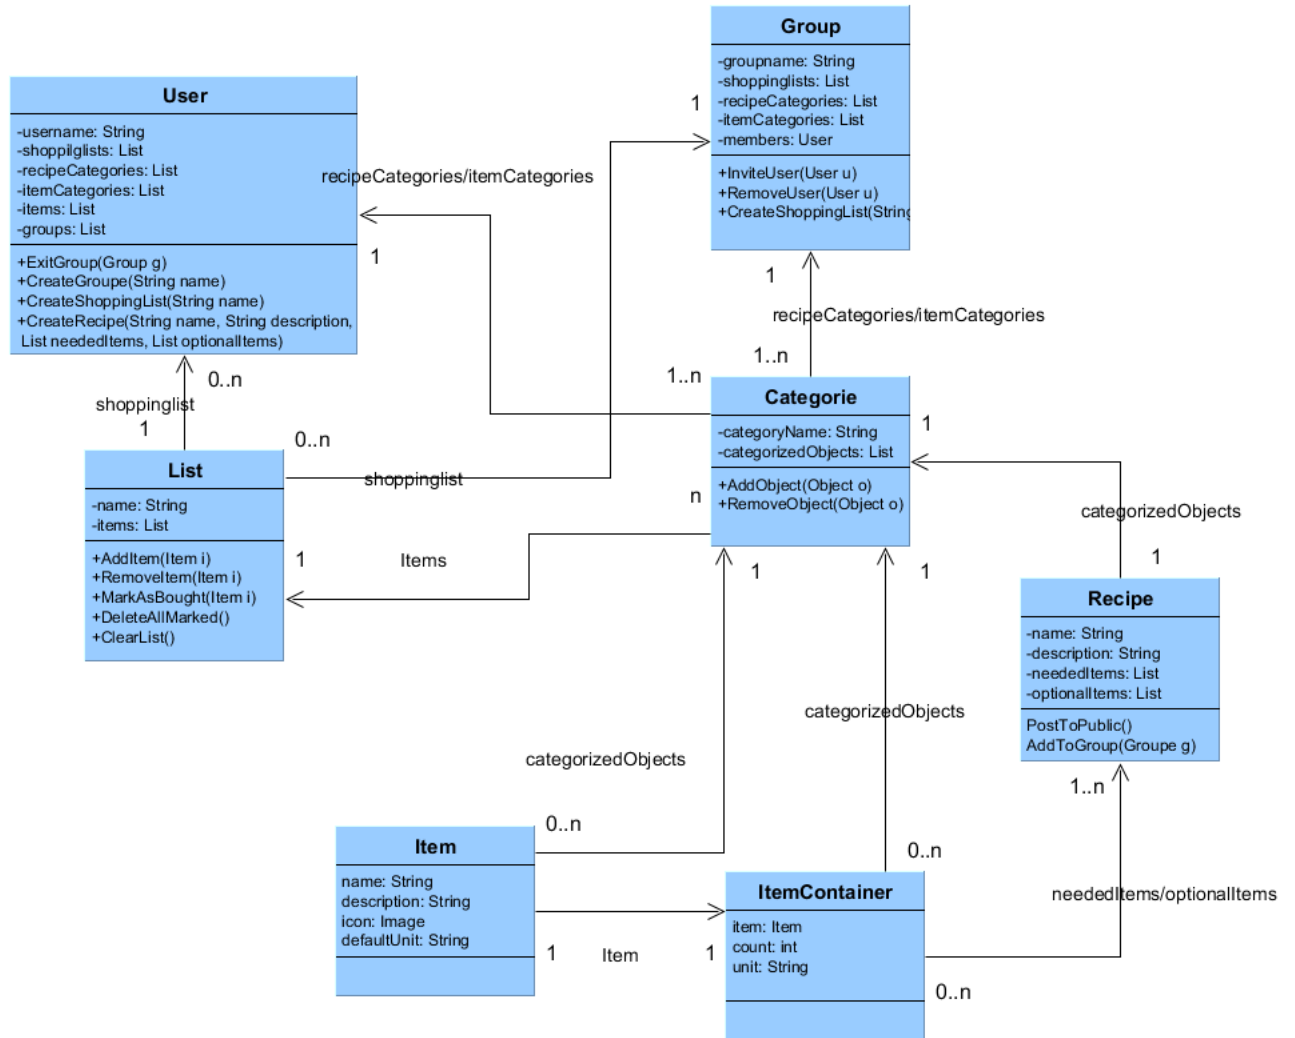 Group
-groupname: String
-shoppinglists: List
-recipeCategories: List
-itemCategories: List
-members: User
+InviteUser(User u)
+RemoveUser(User u)
+CreateShoppingList(String
User
-username: String
-shoppilglists: List
-recipeCategories: List
-itemCategories: List
-items: List
-groups: List
+ExitGroup(Group g)
+CreateGroupe(String name)
+CreateShoppingList(String name)
+CreateRecipe(String name, String description,
List neededItems, List optionalItems)
1
recipeCategories/itemCategories
1
1
recipeCategories/itemCategories
1..n
1..n
0..n
shoppinglist
1
0..n
shoppinglist
List
-name: String
-items: List
+AddItem(Item i)
+RemoveItem(Item i)
+MarkAsBought(Item i)
+DeleteAllMarked()
+ClearList()
Categorie
-categoryName: String
-categorizedObjects: List
+AddObject(Object o)
+RemoveObject(Object o)
1
n
1
Items
categorizedObjects
1
1
1
Recipe
-name: String
-description: String
-neededItems: List
-optionalItems: List
PostToPublic()
AddToGroup(Groupe g)
categorizedObjects
categorizedObjects
1..n
0..n
0..n
Item
name: String
description: String
icon: Image
defaultUnit: String
ItemContainer
item: Item
count: int
unit: String
neededItems/optionalItems
1
Item
1
0..n